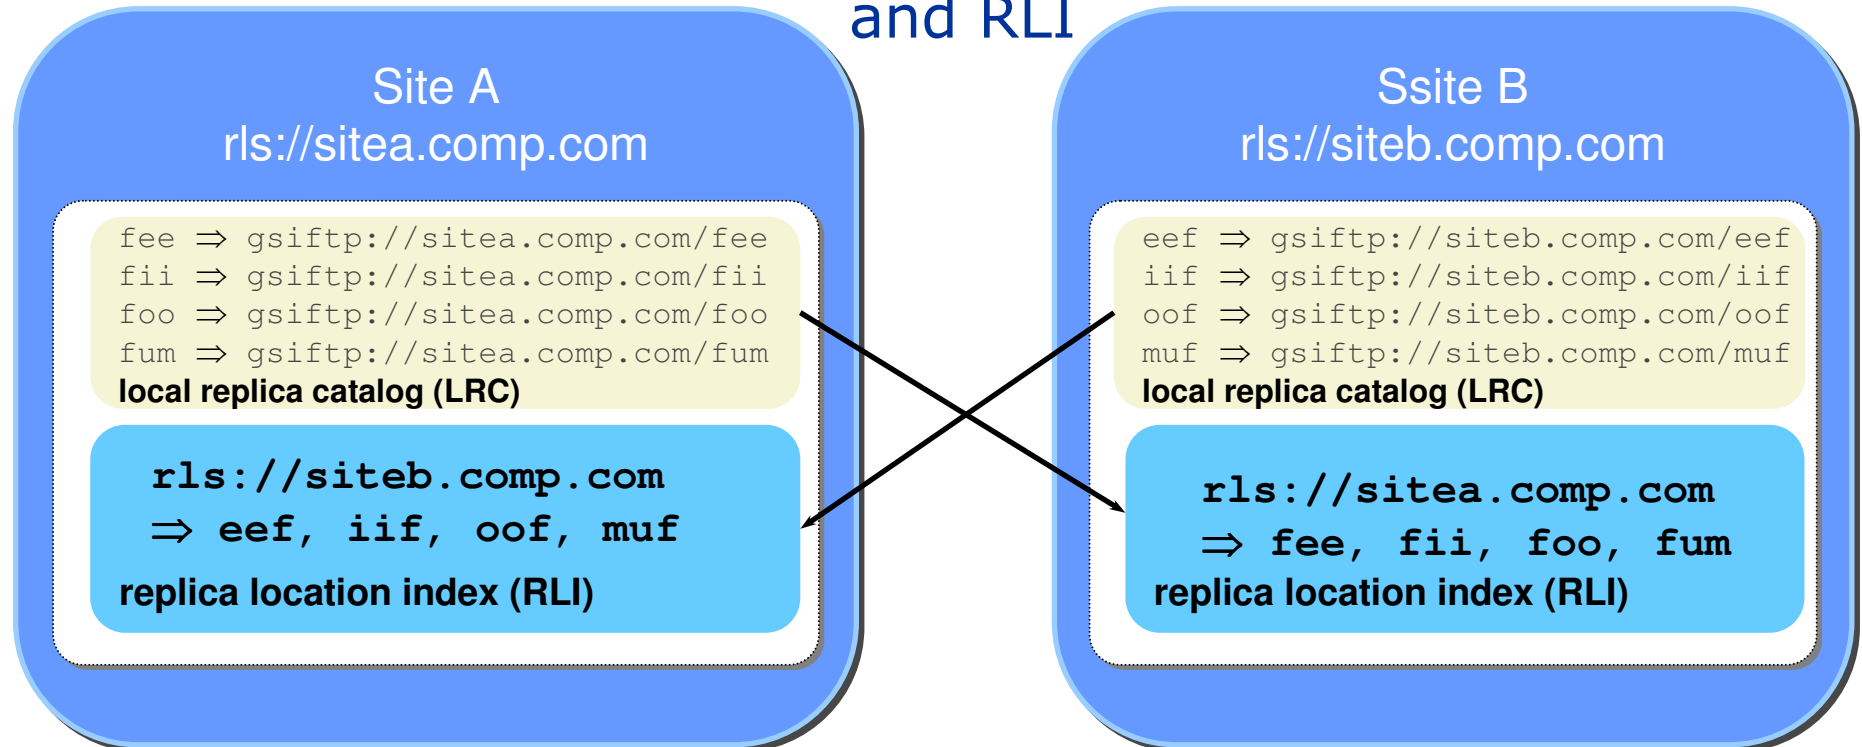 and RLI
Site A
rls://sitea.comp.com
fee ⇒ gsiftp://sitea.comp.com/fee
fii ⇒ gsiftp://sitea.comp.com/fii
foo ⇒ gsiftp://sitea.comp.com/foo
fum ⇒ gsiftp://sitea.comp.com/fum
local replica catalog (LRC)
rls://siteb.comp.com
⇒ eef, iif, oof, muf
replica location index (RLI)
Ssite B
rls://siteb.comp.com
eef ⇒ gsiftp://siteb.comp.com/eef
iif ⇒ gsiftp://siteb.comp.com/iif
oof ⇒ gsiftp://siteb.comp.com/oof
muf ⇒ gsiftp://siteb.comp.com/muf
local replica catalog (LRC)
rls://sitea.comp.com
⇒ fee, fii, foo, fum
replica location index (RLI)